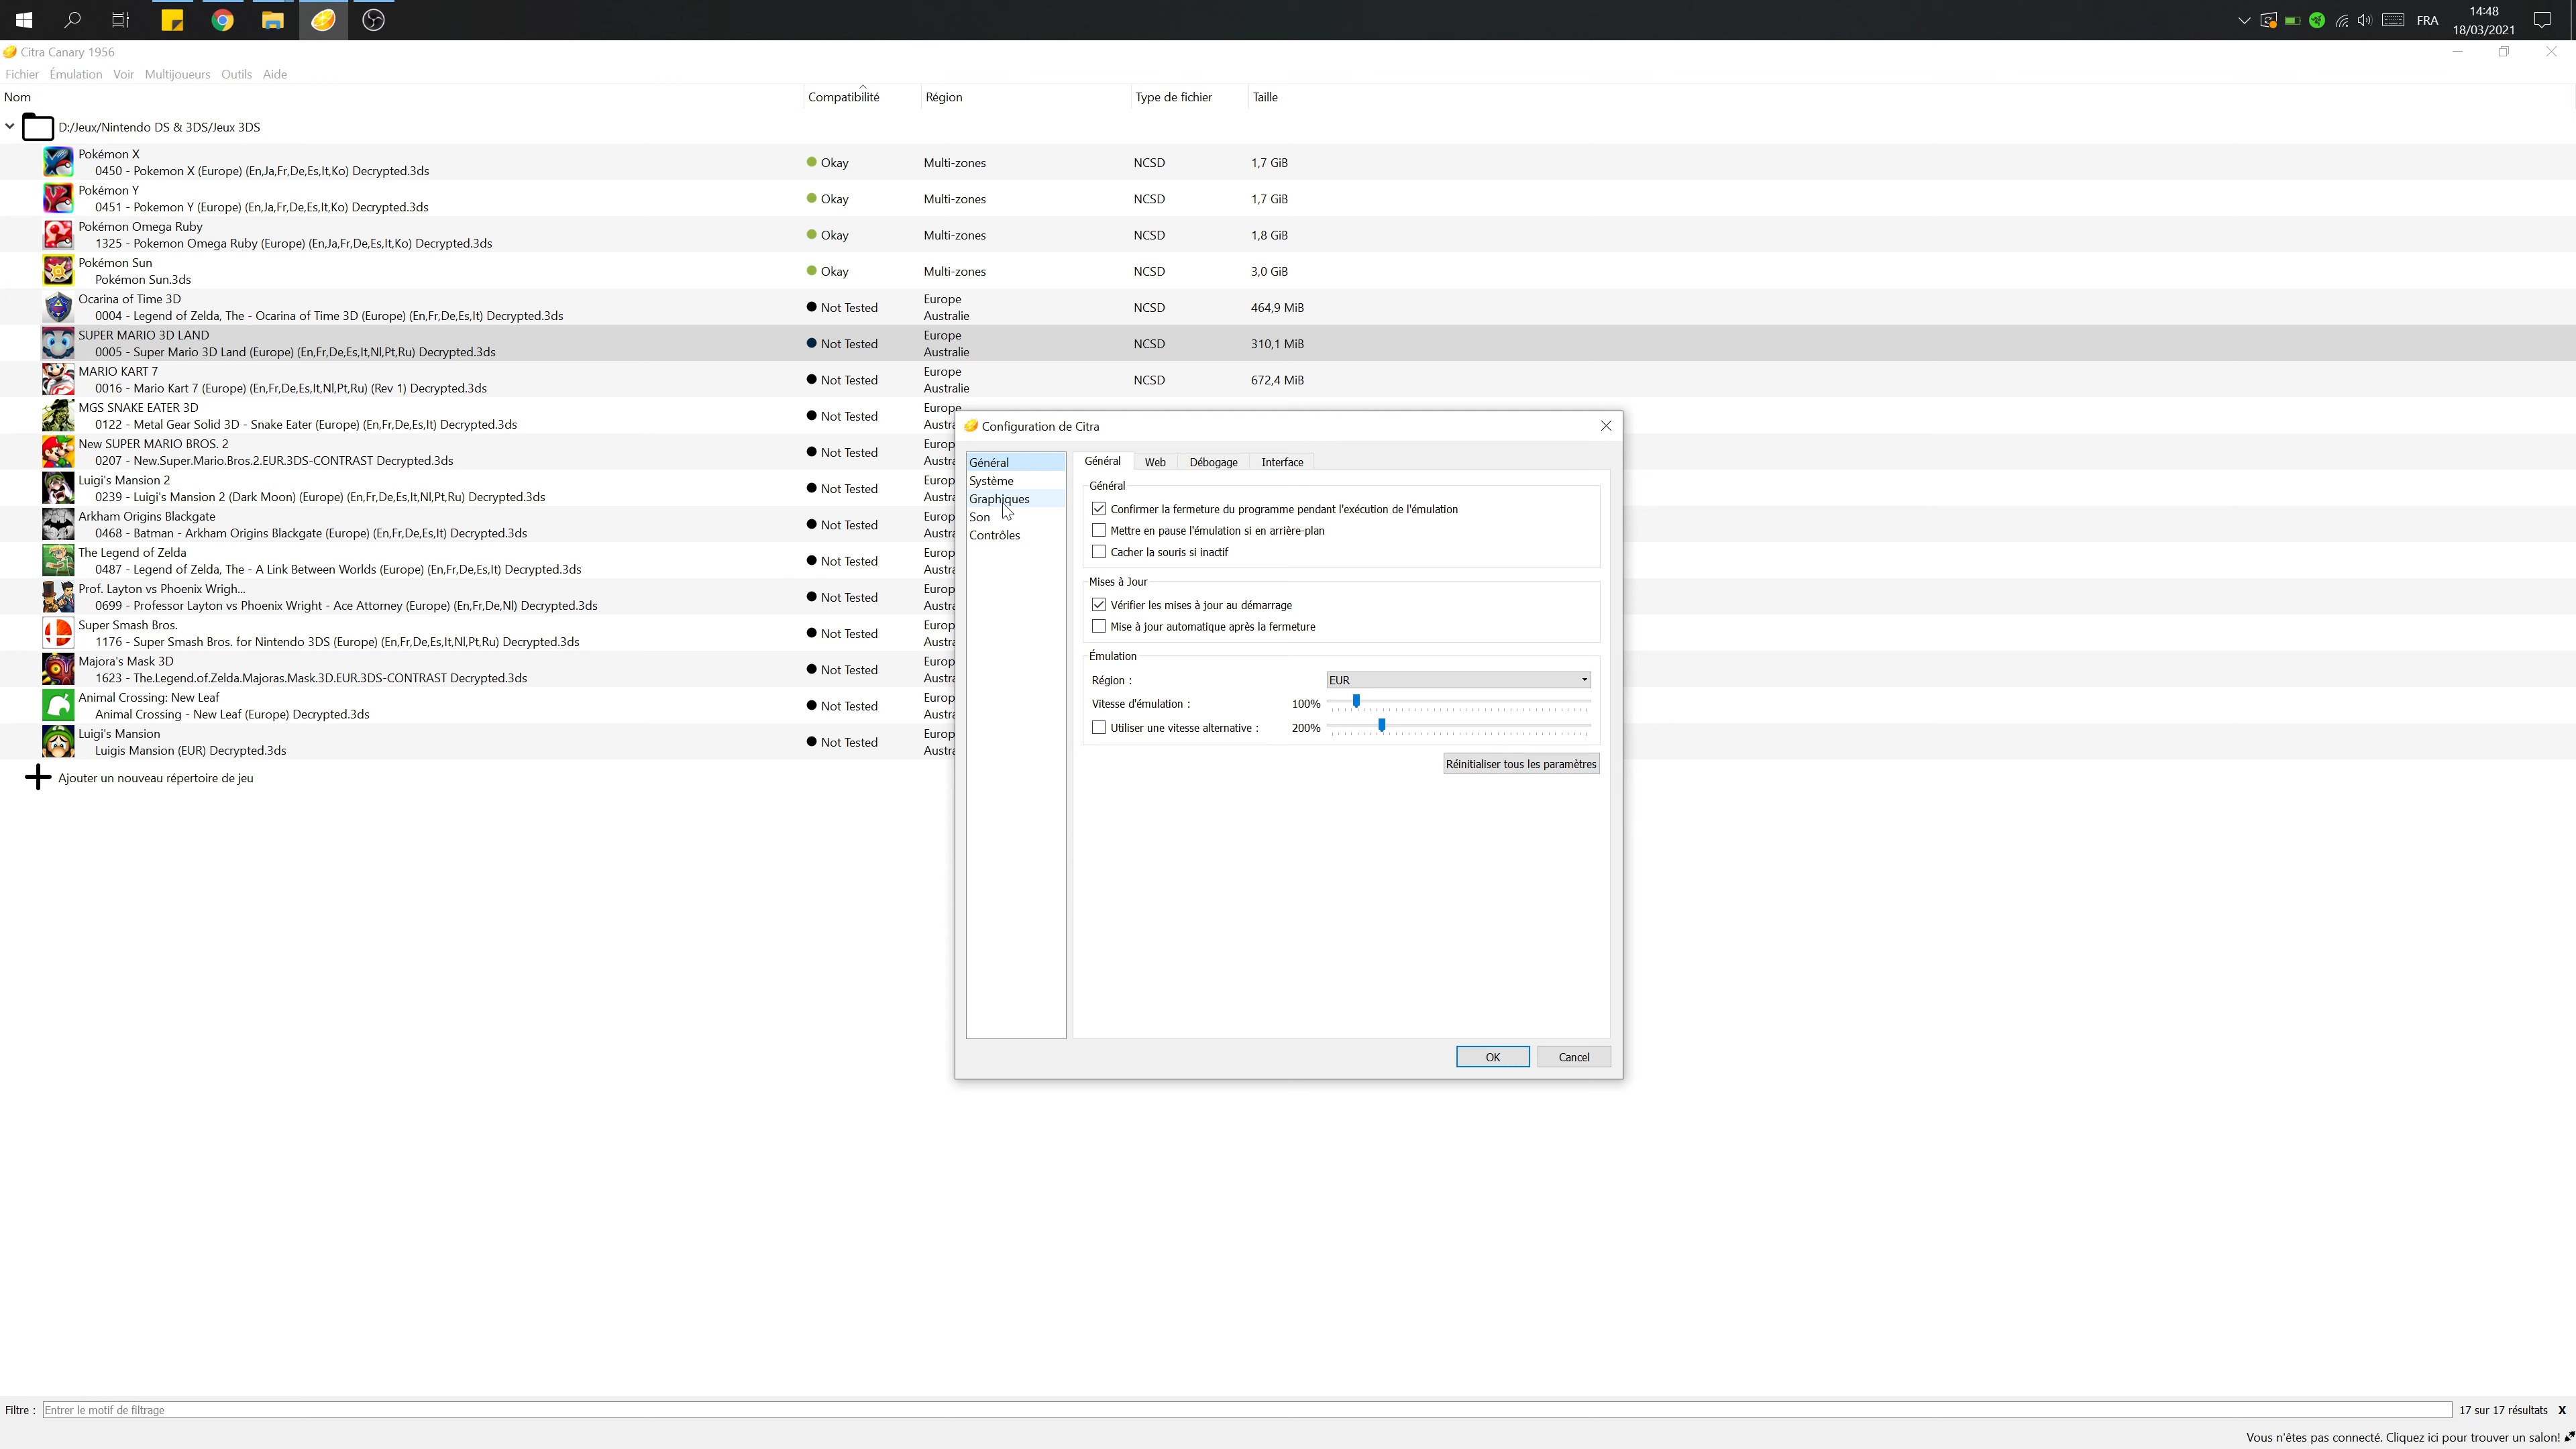 FRA
14:48
18/03/2021
Citra Canary 1956
Fichier Émulation Voir Multijoueurs Outils Aide
Nom Compatibilité Région Type de fichier Taille
D:/Jeux/Nintendo DS & 3DS/Jeux 3DS
Pokémon X
0450 - Pokemon X (Europe) (En,Ja,Fr,De,Es,It,Ko) Decrypted.3ds
Okay Multi-zones NCSD 1,7 GiB
Pokémon Y
0451 - Pokemon Y (Europe) (En,Ja,Fr,De,Es,It,Ko) Decrypted.3ds
Okay Multi-zones NCSD 1,7 GiB
Pokémon Omega Ruby
1325 - Pokemon Omega Ruby (Europe) (En,Ja,Fr,De,Es,It,Ko) Decrypted.3ds
Okay Multi-zones NCSD 1,8 GiB
Pokémon Sun
Pokémon Sun.3ds
Okay Multi-zones NCSD 3,0 GiB
Ocarina of Time 3D
0004 - Legend of Zelda, The - Ocarina of Time 3D (Europe) (En,Fr,De,Es,It) Decrypted.3ds
Not Tested Europe Australie NCSD 464,9 MiB
SUPER MARIO 3D LAND
0005 - Super Mario 3D Land (Europe) (En,Fr,De,Es,It,Nl,Pt,Ru) Decrypted.3ds
Not Tested Europe Australie NCSD 310,1 MiB
MARIO KART 7
0016 - Mario Kart 7 (Europe) (En,Fr,De,Es,It,Nl,Pt,Ru) (Rev 1) Decrypted.3ds
Not Tested Europe Australie NCSD 672,4 MiB
MGS SNAKE EATER 3D
0122 - Metal Gear Solid 3D - Snake Eater (Europe) (En,Fr,De,Es,It) Decrypted.3ds
Not Tested Europe Austra
New SUPER MARIO BROS. 2
0207 - New.Super.Mario.Bros.2.EUR.3DS-CONTRAST Decrypted.3ds
Not Tested Europ Austra
Luigi's Mansion 2
0239 - Luigi's Mansion 2 (Dark Moon) (Europe) (En,Fr,De,Es,It,Nl,Pt,Ru) Decrypted.3ds
Not Tested Europ Austra
Arkham Origins Blackgate
0468 - Batman - Arkham Origins Blackgate (Europe) (En,Fr,De,Es,It) Decrypted.3ds
Not Tested Europ Austra
The Legend of Zelda
0487 - Legend of Zelda, The - A Link Between Worlds (Europe) (En,Fr,De,Es,It) Decrypted.3ds
Not Tested Europ Austra
Prof. Layton vs Phoenix Wrigh...
0699 - Professor Layton vs Phoenix Wright - Ace Attorney (Europe) (En,Fr,De,Nl) Decrypted.3ds
Not Tested Europ Austra
Super Smash Bros.
1176 - Super Smash Bros. for Nintendo 3DS (Europe) (En,Fr,De,Es,It,Nl,Pt,Ru) Decrypted.3ds
Not Tested Europ Austra
Majora's Mask 3D
1623 - The.Legend.of.Zelda.Majoras.Mask.3D.EUR.3DS-CONTRAST Decrypted.3ds
Not Tested Europ Austra
Animal Crossing: New Leaf
Animal Crossing - New Leaf (Europe) Decrypted.3ds
Not Tested Europ Austra
Luigi's Mansion
Luigis Mansion (EUR) Decrypted.3ds
Not Tested Europ Austra
Ajouter un nouveau répertoire de jeu
Configuration de Citra
Général
Système
Graphiques
Son
Contrôles
Général Web Débogage Interface
Général
Confirmer la fermeture du programme pendant l'exécution de l'émulation
Mettre en pause l'émulation si en arrière-plan
Cacher la souris si inactif
Mises à Jour
Vérifier les mises à jour au démarrage
Mise à jour automatique après la fermeture
Émulation
Région : EUR
Vitesse d'émulation : 100%
Utiliser une vitesse alternative : 200%
Réinitialiser tous les paramètres
OK Cancel
Filtre : Entrer le motif de filtrage 17 sur 17 résultats X
Vous n'êtes pas connecté. Cliquez ici pour trouver un salon!